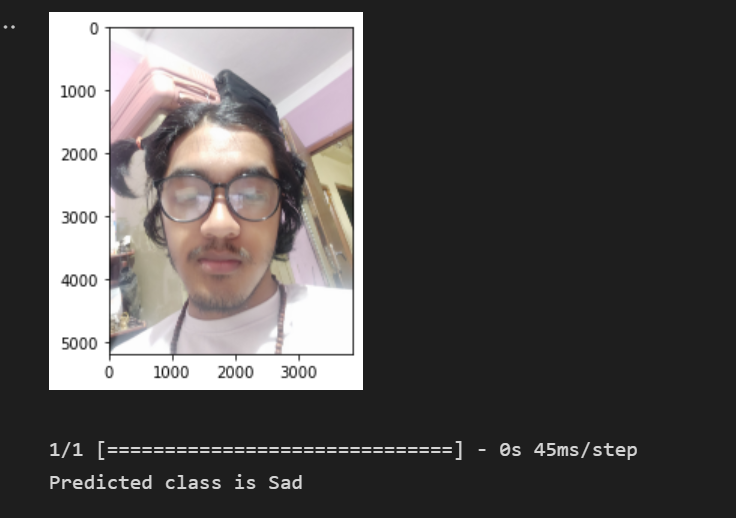 ..
0
1000
2000
3000
4000
5000
0 1000 2000 3000
1/1 [==============================] - 0s 45ms/step
Predicted class is Sad